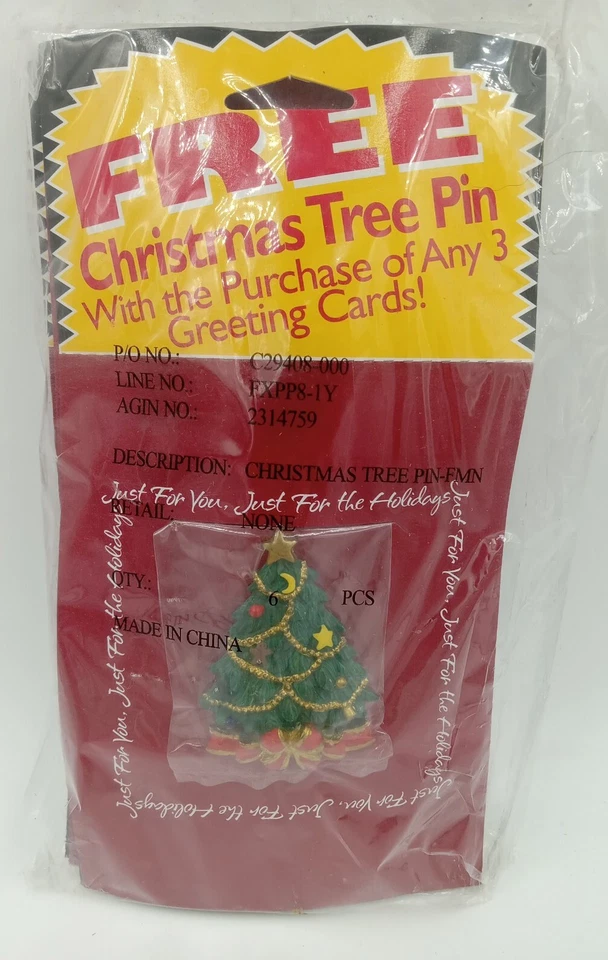 FREE
Christmas Tree Pin
With the Purchase of Any 3
Greeting Cards!
P/O NO.: C29408-000
LINE NO.: FXPP8-1Y
AGIN NO.: 2314759
DESCRIPTION: CHRISTMAS TREE PIN-FMN
RETAIL: NONE
QTY.: 6 PCS
MADE IN CHINA
Just For You, Just For the Holidays
Just For You, Just For the Holidays
Just For You, Just For the Holidays
Just For You, Just For the Holidays